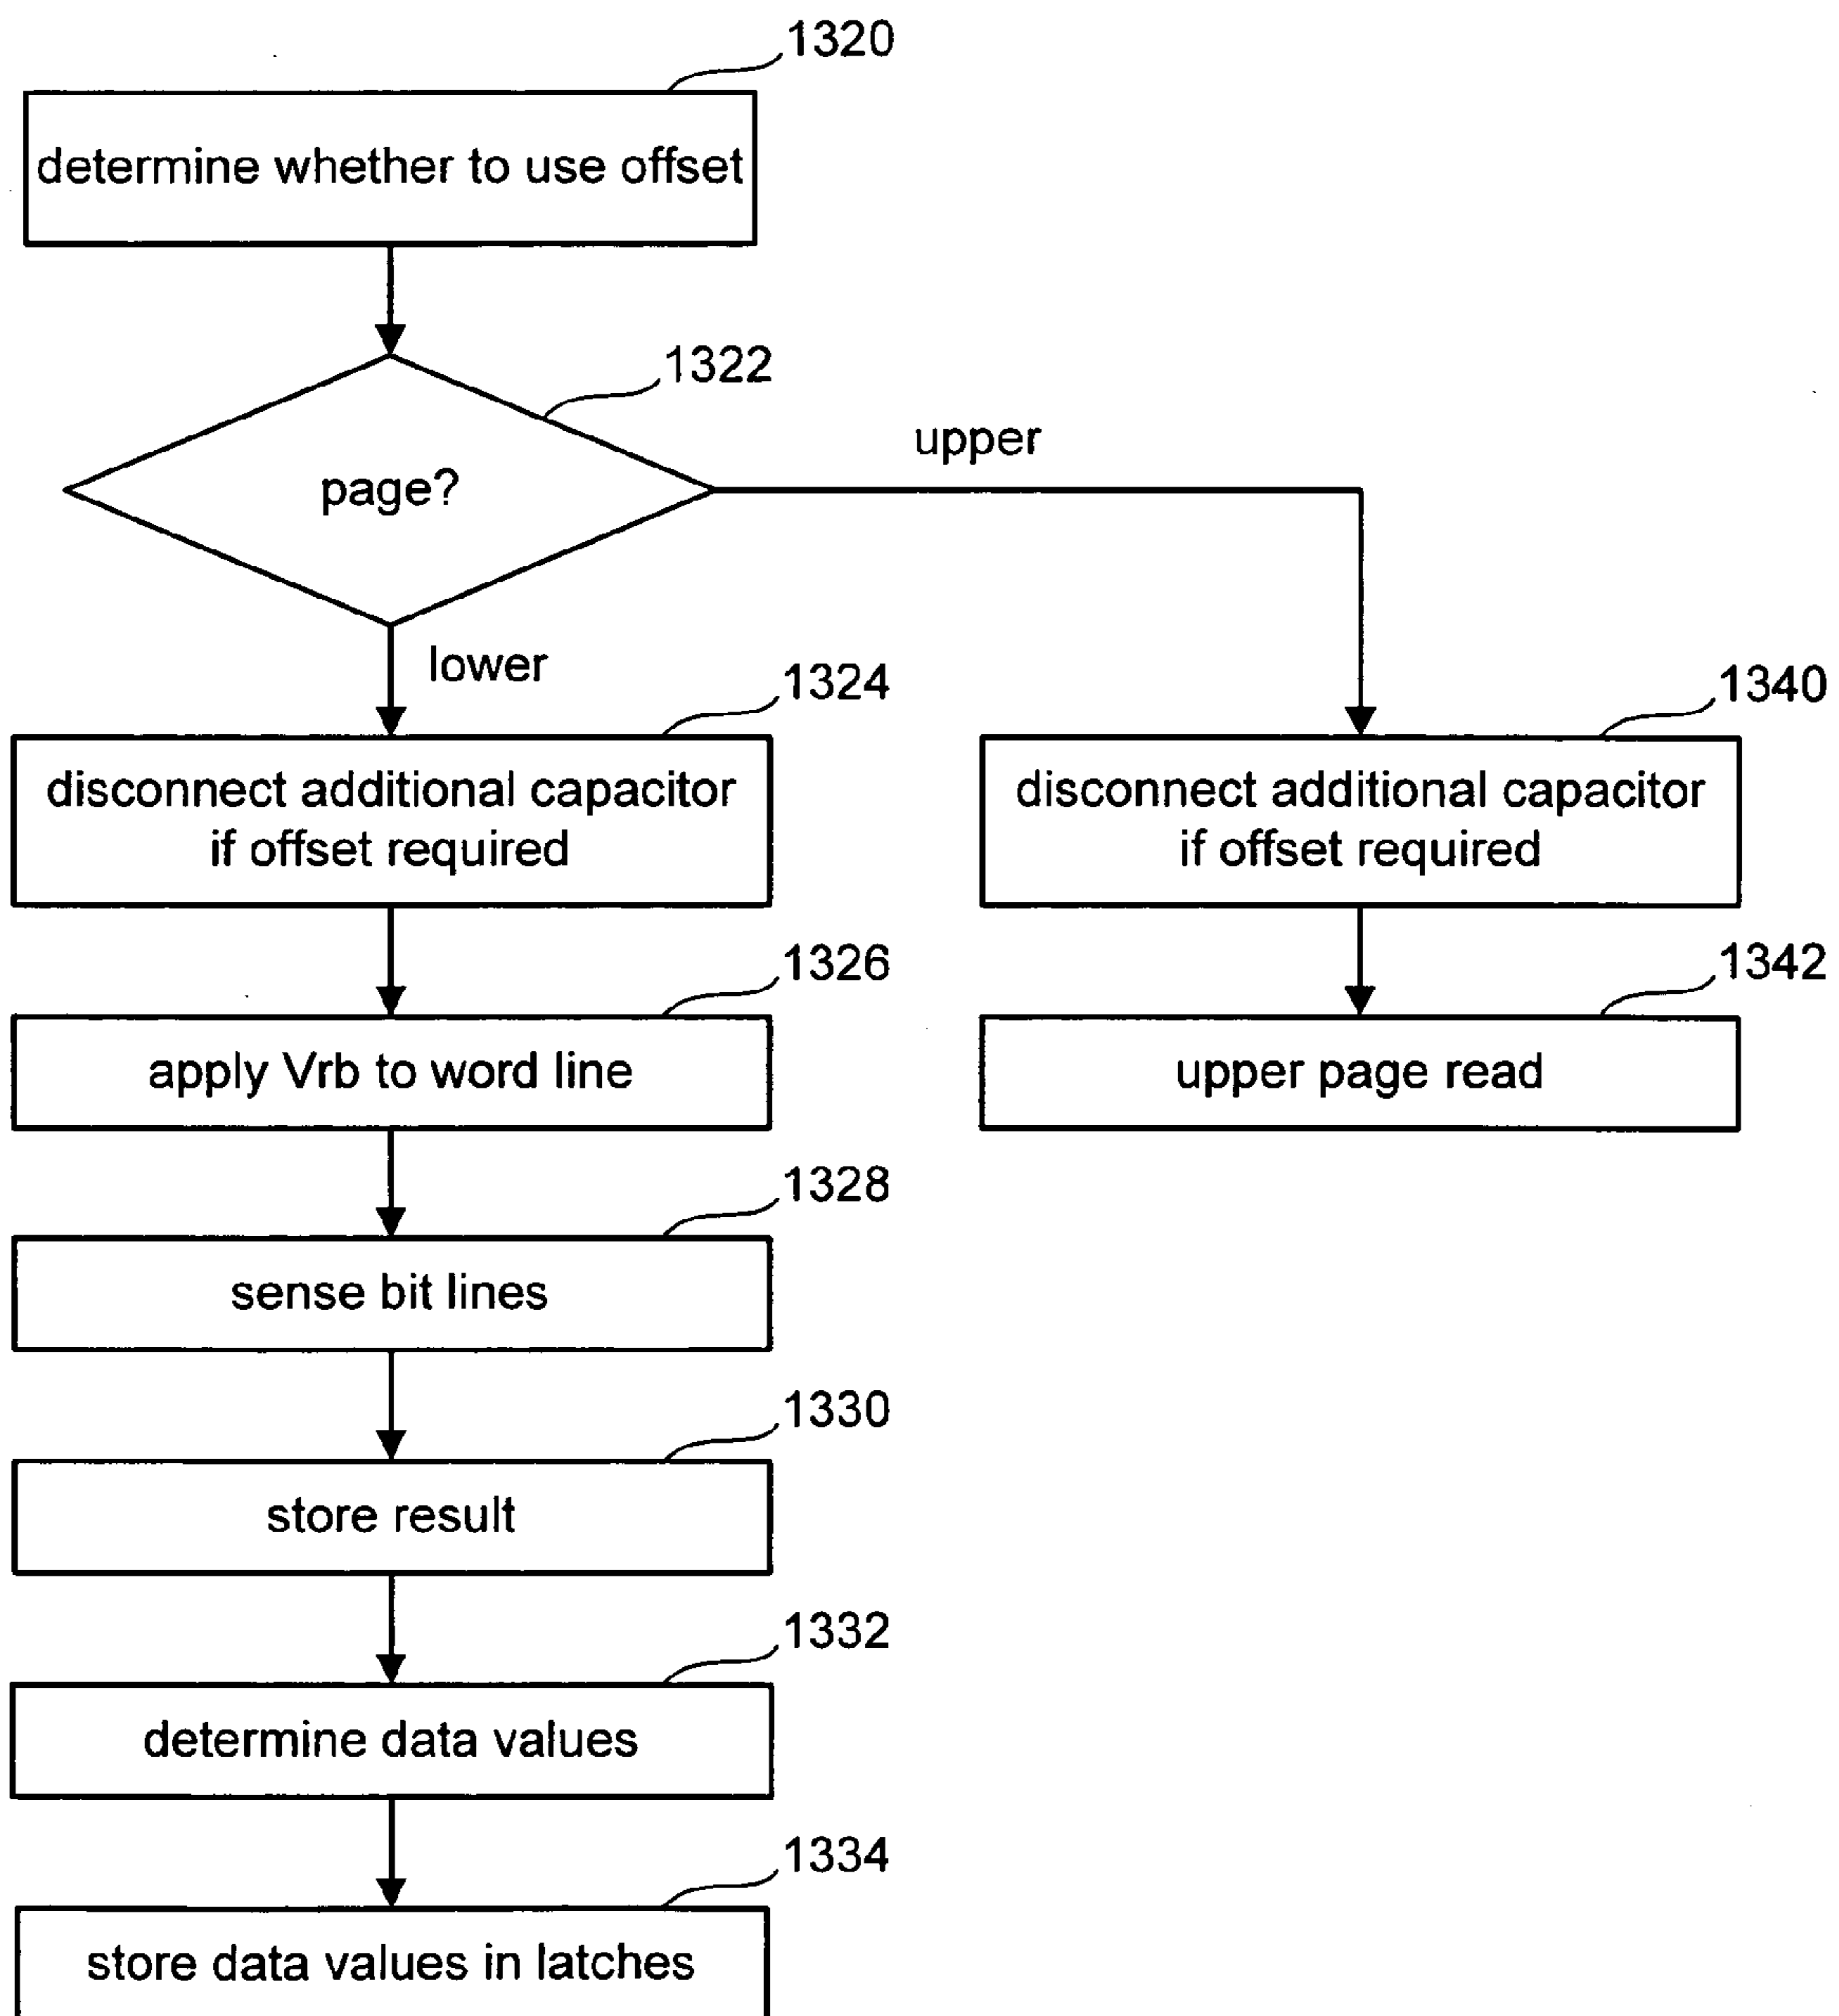 1320
determine whether to use offset
1322
page?
upper
lower
1324
disconnect additional capacitor
if offset required
1340
disconnect additional capacitor
if offset required
1326
apply Vrb to word line
1342
upper page read
1328
sense bit lines
1330
store result
1332
determine data values
1334
store data values in latches